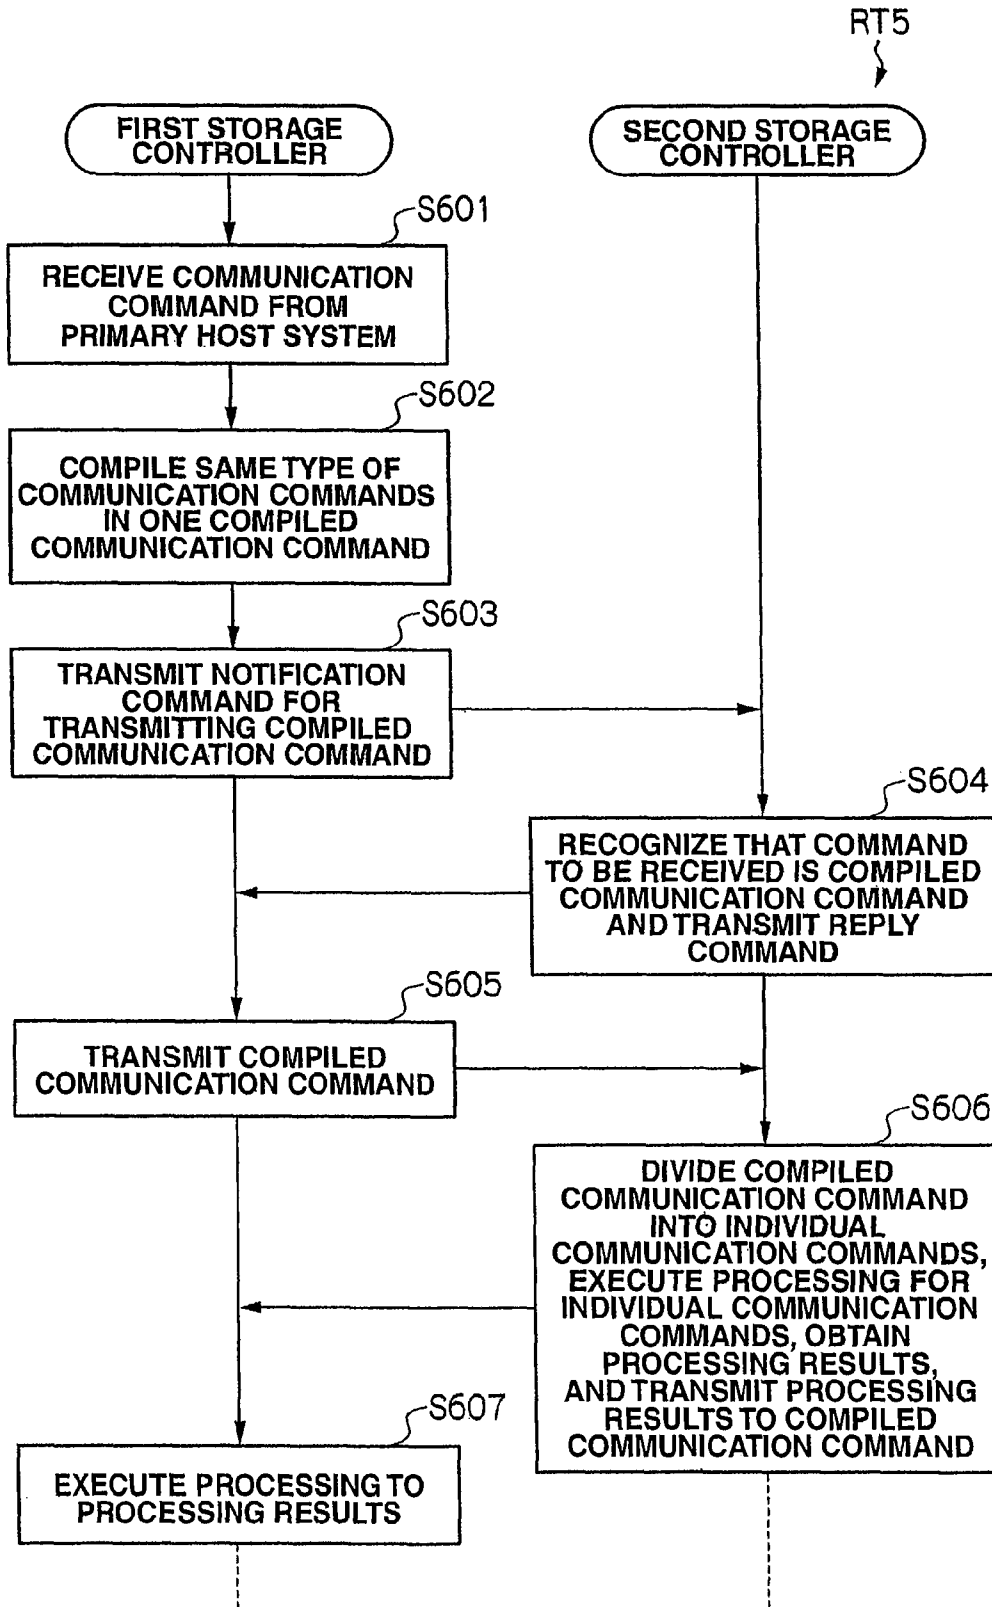 RT5
FIRST STORAGE
CONTROLLER
SECOND STORAGE
CONTROLLER
S601
RECEIVE COMMUNICATION
COMMAND FROM
PRIMARY HOST SYSTEM
S602
COMPILE SAME TYPE OF
COMMUNICATION COMMANDS
IN ONE COMPILED
COMMUNICATION COMMAND
S603
TRANSMIT NOTIFICATION
COMMAND FOR
TRANSMITTING COMPILED
COMMUNICATION COMMAND
S604
RECOGNIZE THAT COMMAND
TO BE RECEIVED IS COMPILED
COMMUNICATION COMMAND
AND TRANSMIT REPLY
COMMAND
S605
TRANSMIT COMPILED
COMMUNICATION COMMAND
S606
DIVIDE COMPILED
COMMUNICATION COMMAND
INTO INDIVIDUAL
COMMUNICATION COMMANDS,
EXECUTE PROCESSING FOR
INDIVIDUAL COMMUNICATION
COMMANDS, OBTAIN
PROCESSING RESULTS,
AND TRANSMIT PROCESSING
RESULTS TO COMPILED
COMMUNICATION COMMAND
S607
EXECUTE PROCESSING TO
PROCESSING RESULTS